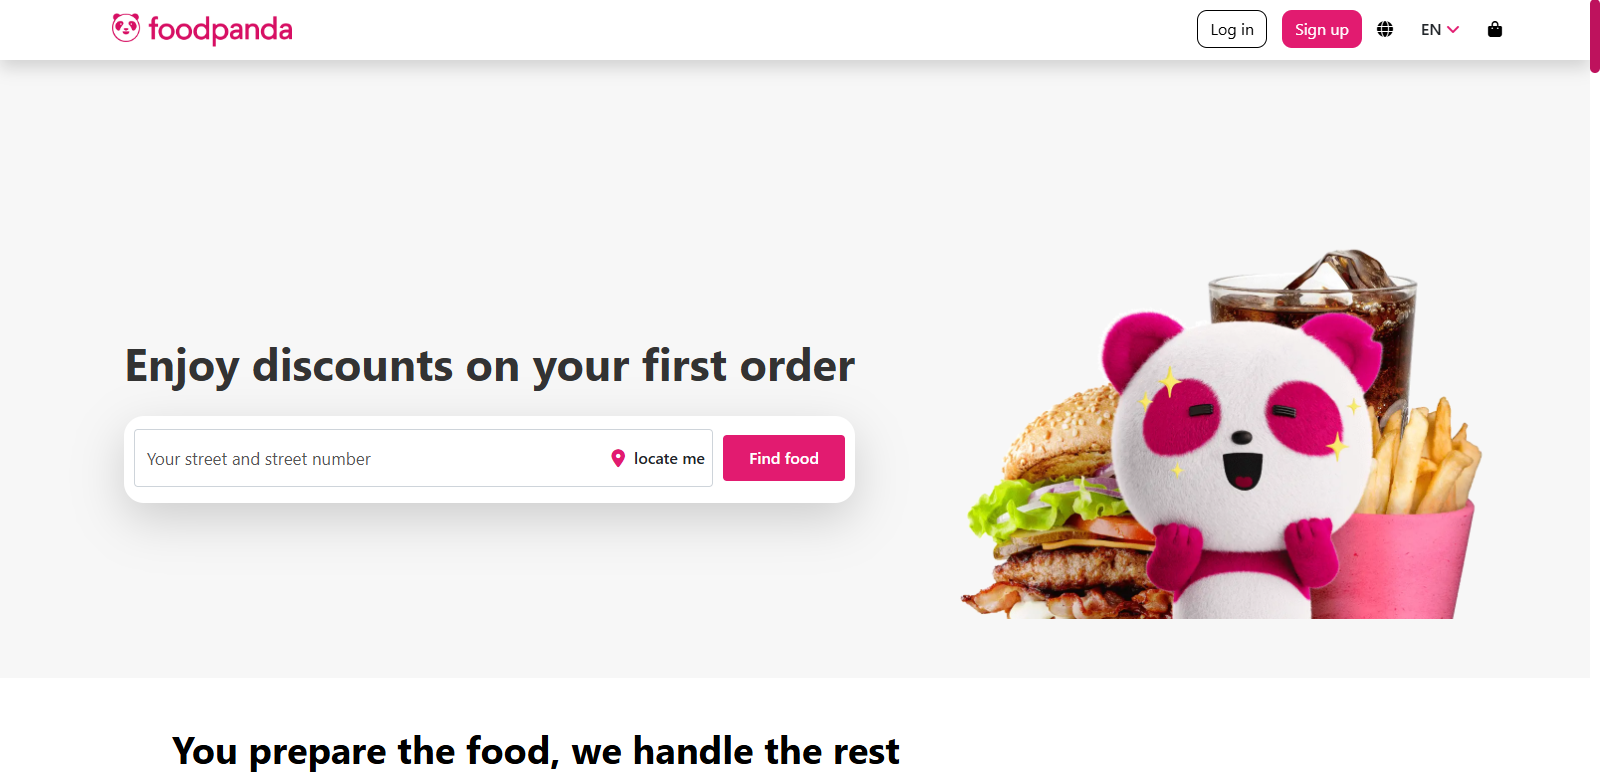 foodpanda
Log in
Sign up
EN
Enjoy discounts on your first order
Your street and street number
locate me
Find food
You prepare the food, we handle the rest